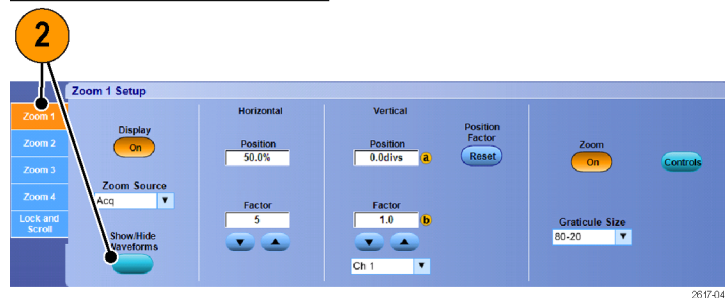 2
Zoom 1 Setup
Zoom 1
Zoom 2
Zoom 3
Zoom 4
Lock and
Scroll
Display
On
Zoom Source
Acq
Show/Hide
Waveforms
Horizontal
Position
50.0%
Factor
5
Vertical
Position
0.0divs
a
Factor
1.0
b
Ch 1
Position
Factor
Reset
Zoom
On
Controls
Graticule Size
80-20
2617-04